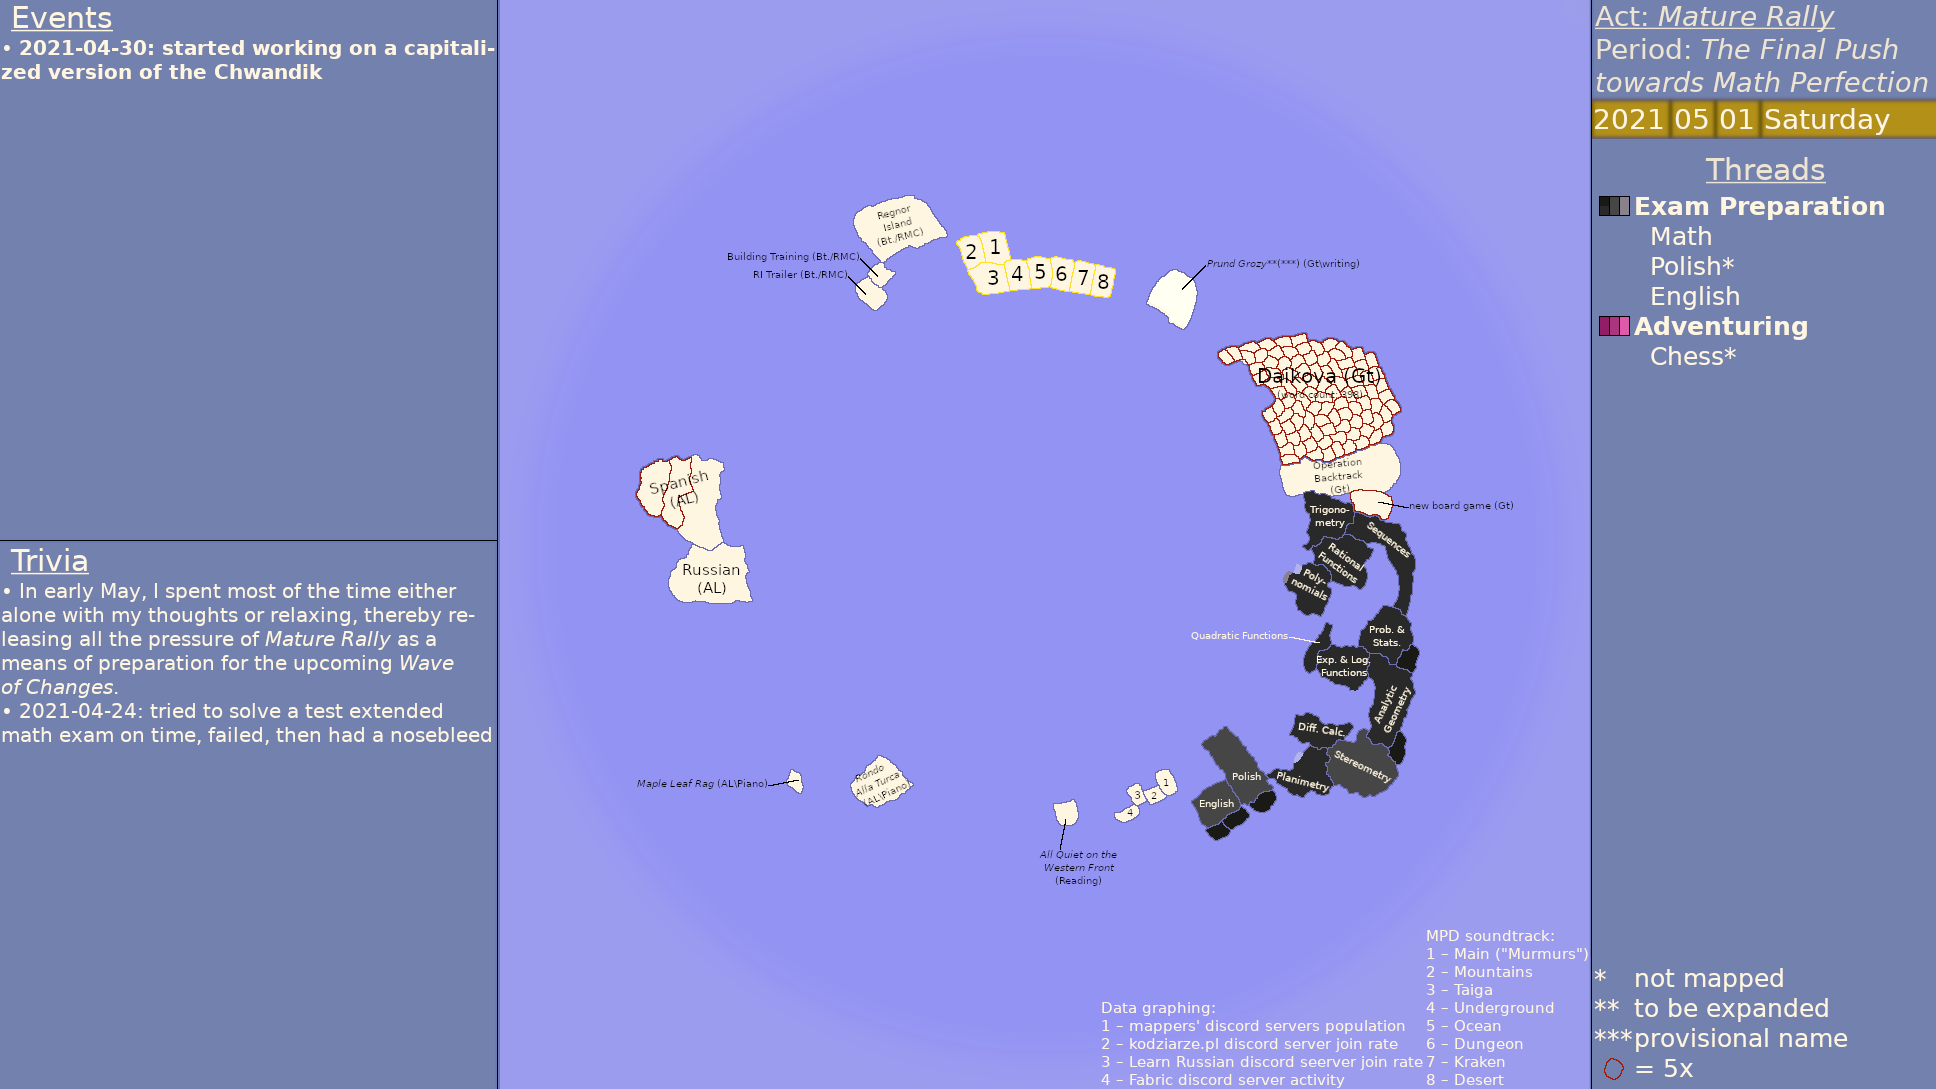 Events
• 2021-04-30: started working on a capitali-
zed version of the Chwandik
Trivia
• In early May, I spent most of the time either
alone with my thoughts or relaxing, thereby re-
leasing all the pressure of Mature Rally as a
means of preparation for the upcoming Wave
of Changes.
• 2021-04-24: tried to solve a test extended
math exam on time, failed, then had a nosebleed
Regnor
Island
(Bt./RMC)
Building Training (Bt./RMC)
RI Trailer (Bt./RMC)
2 1
3 4 5 6 7 8
Prund Grozy**(***) (Gt\writing)
Daikova (Gt)
(word count: 398)
Operation
Backtrack
(Gt)
new board game (Gt)
Spanish
(AL)
Russian
(AL)
Trigono-
metry
Sequences
Rational
Functions
Poly-
nomials
Quadratic Functions
Prob. &
Stats.
Exp. & Log.
Functions
Analytic
Geometry
Diff. Calc.
Stereometry
Planimetry
Polish
English
Maple Leaf Rag (AL\Piano)
Rondo
Alla Turca
(AL\Piano)
1
2
3
4
All Quiet on the
Western Front
(Reading)
Data graphing:
1 – mappers' discord servers population
2 – kodziarze.pl discord server join rate
3 – Learn Russian discord seerver join rate
4 – Fabric discord server activity
MPD soundtrack:
1 – Main ("Murmurs")
2 – Mountains
3 – Taiga
4 – Underground
5 – Ocean
6 – Dungeon
7 – Kraken
8 – Desert
Act: Mature Rally
Period: The Final Push
towards Math Perfection
2021 05 01 Saturday
Threads
Exam Preparation
Math
Polish*
English
Adventuring
Chess*
* not mapped
** to be expanded
*** provisional name
= 5x